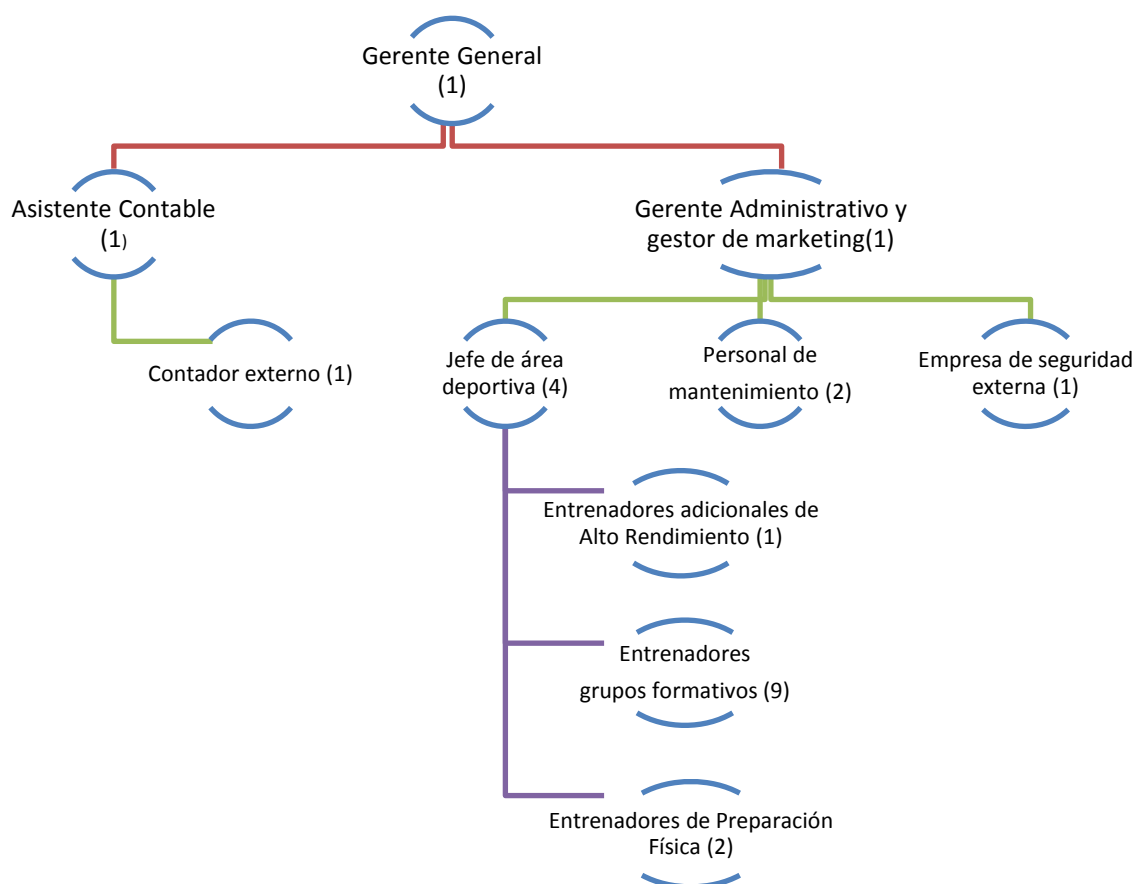 Gerente General
(1)
Asistente Contable
(1)
Gerente Administrativo y
gestor de marketing(1)
Contador externo (1)
Jefe de área
deportiva (4)
Personal de
mantenimiento (2)
Empresa de seguridad
externa (1)
Entrenadores adicionales de
Alto Rendimiento (1)
Entrenadores
grupos formativos (9)
Entrenadores de Preparación
Física (2)